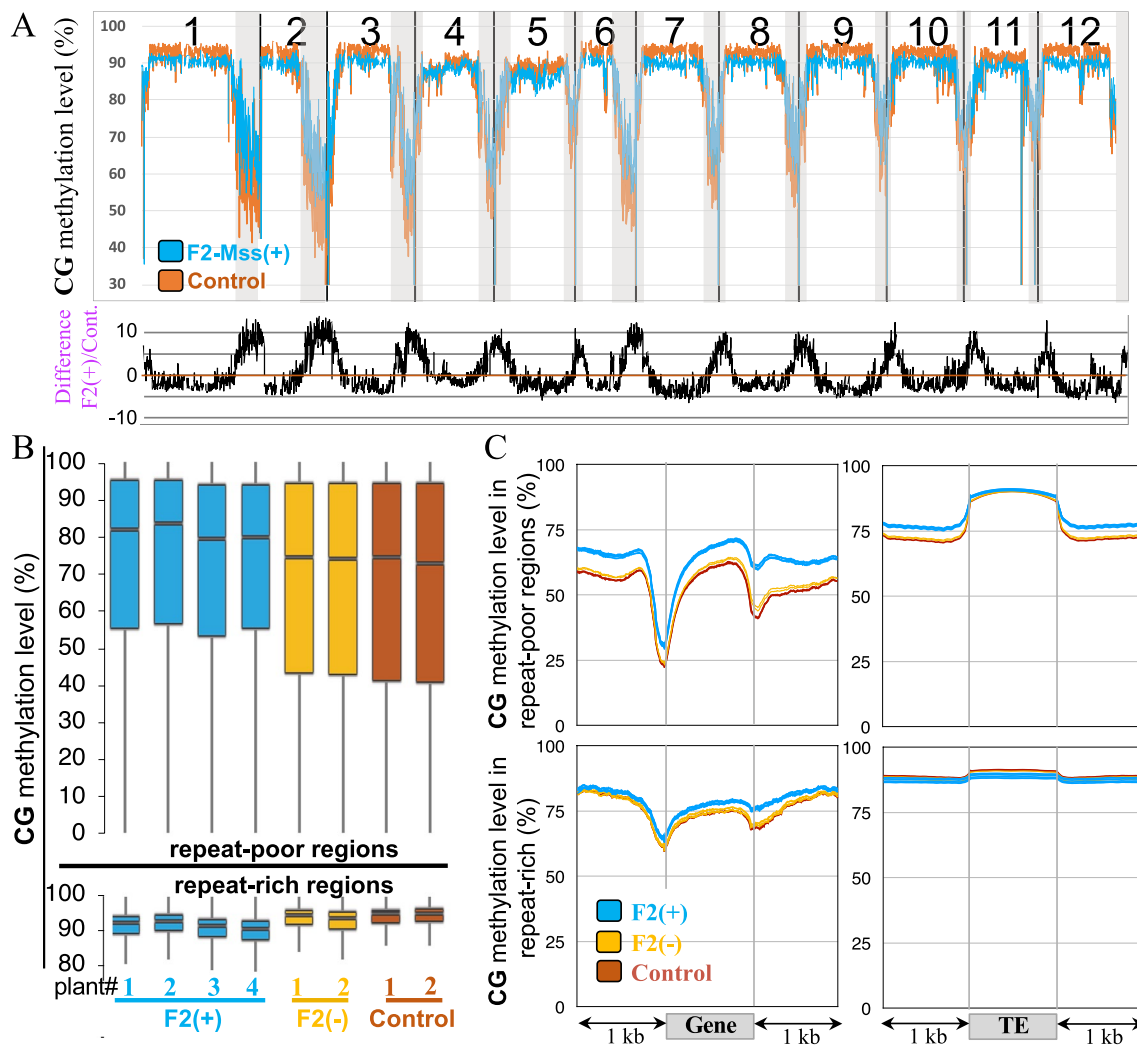 A
CG methylation level (%)
100
90
80
70
60
50
40
30
1 2 3 4 5 6 7 8 9 10 11 12
F2-Mss(+)
Control
Difference
F2(+)/Cont.
10
0
-10
B
CG methylation level (%)
100
90
80
70
60
50
40
30
20
10
0
repeat-poor regions
repeat-rich regions
100
90
80
plant# 1 2 3 4 1 2 1 2
F2(+) F2(-) Control
C
CG methylation level in
repeat-poor regions (%)
100
75
50
25
0
100
75
50
25
0
CG methylation level in
repeat-rich (%)
100
75
50
25
0
100
75
50
25
0
F2(+)
F2(-)
Control
1 kb Gene 1 kb
1 kb TE 1 kb